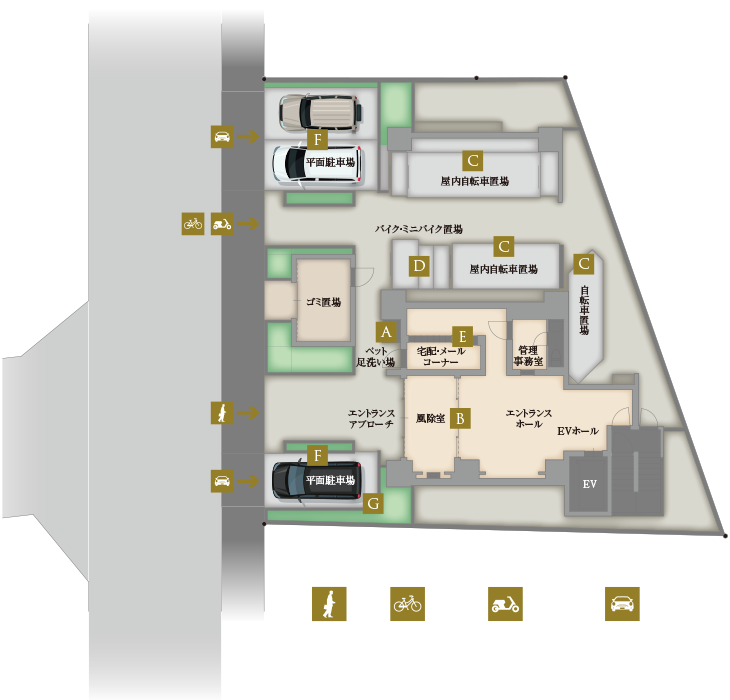 F
平面駐車場
C
屋内自転車置場
バイク・ミニバイク置場
C
D
屋内自転車置場
C
自転車置場
ゴミ置場
A
ペット
足洗い場
E
宅配・メール
コーナー
管理
事務室
エントランス
アプローチ
風除室
B
エントランス
ホール
EVホール
F
平面駐車場
G
EV